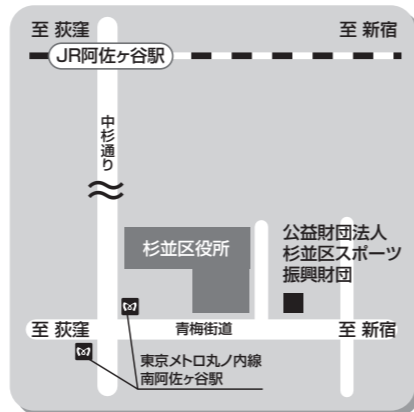 至 荻窪
至 新宿
JR阿佐ヶ谷駅
中杉通り
杉並区役所
公益財団法人
杉並区スポーツ
振興財団
至 荻窪
青梅街道
至 新宿
東京メトロ丸ノ内線
南阿佐ヶ谷駅